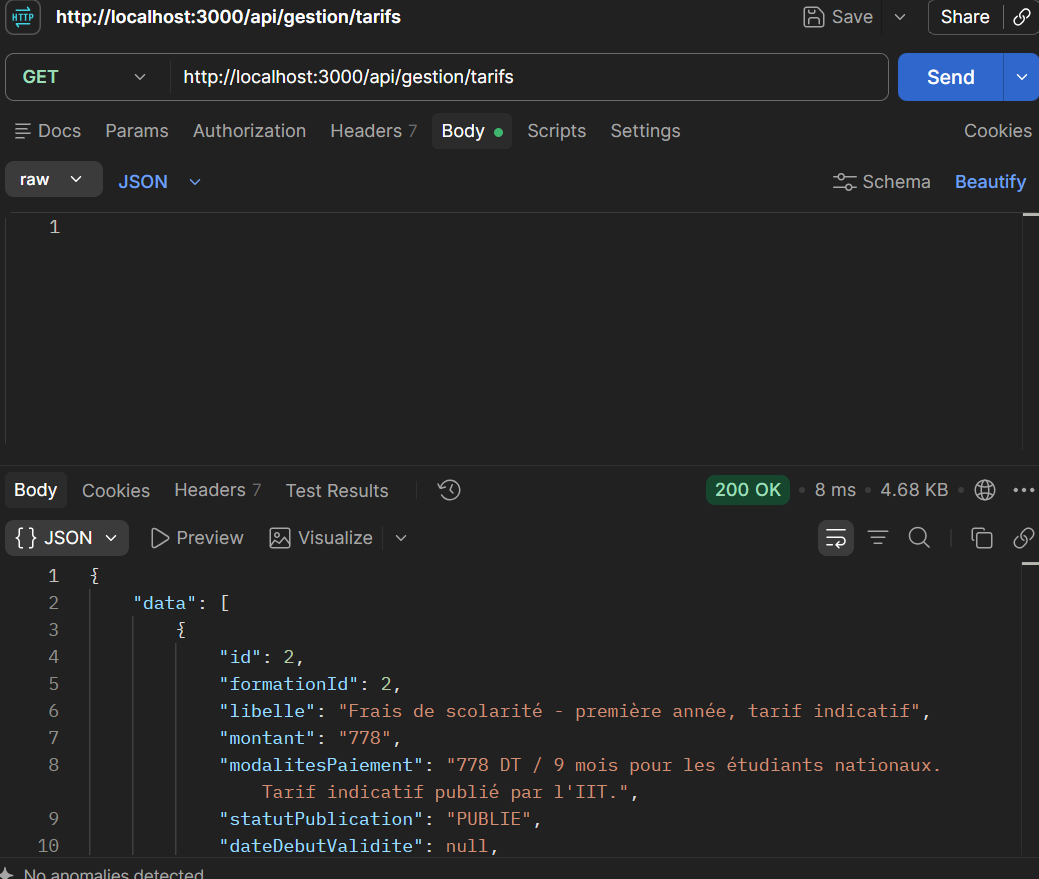 HTTP http://localhost:3000/api/gestion/tarifs Save Share
GET http://localhost:3000/api/gestion/tarifs Send
Docs Params Authorization Headers 7 Body Scripts Settings Cookies
raw JSON Schema Beautify
1
Body Cookies Headers 7 Test Results 200 OK 8 ms 4.68 KB
{} JSON Preview Visualize
1 {
2 "data": [
3 {
4 "id": 2,
5 "formationId": 2,
6 "libelle": "Frais de scolarité - première année, tarif indicatif",
7 "montant": "778",
8 "modalitesPaiement": "778 DT / 9 mois pour les étudiants nationaux.
Tarif indicatif publié par l'IIT.",
9 "statutPublication": "PUBLIE",
10 "dateDebutValidite": null,
No anomalies detected